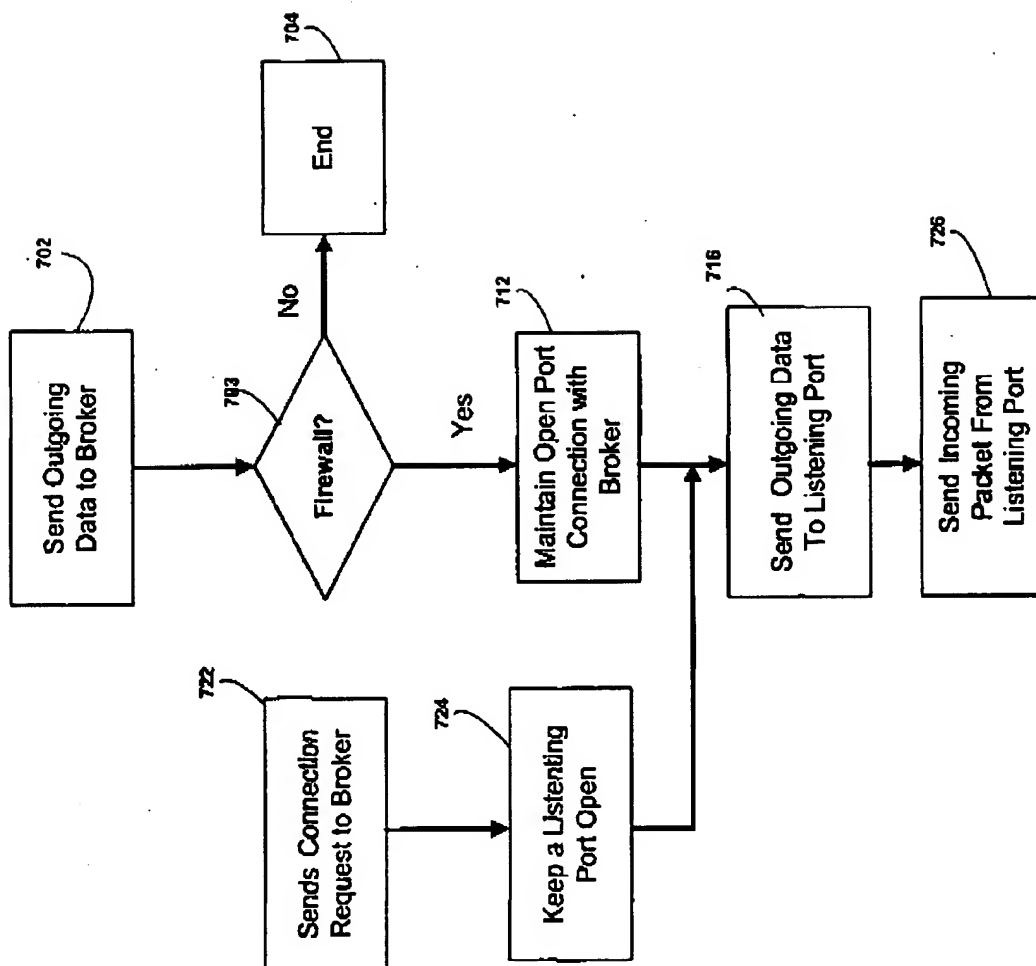 702
Send Outgoing
Data to Broker
703
Firewall?
No
704
End
Yes
712
Maintain Open Port
Connection with
Broker
722
Sends Connection
Request to Broker
724
Keep a Listenting
Port Open
716
Send Outgoing Data
To Listening Port
726
Send Incoming
Packet From
Listening Port